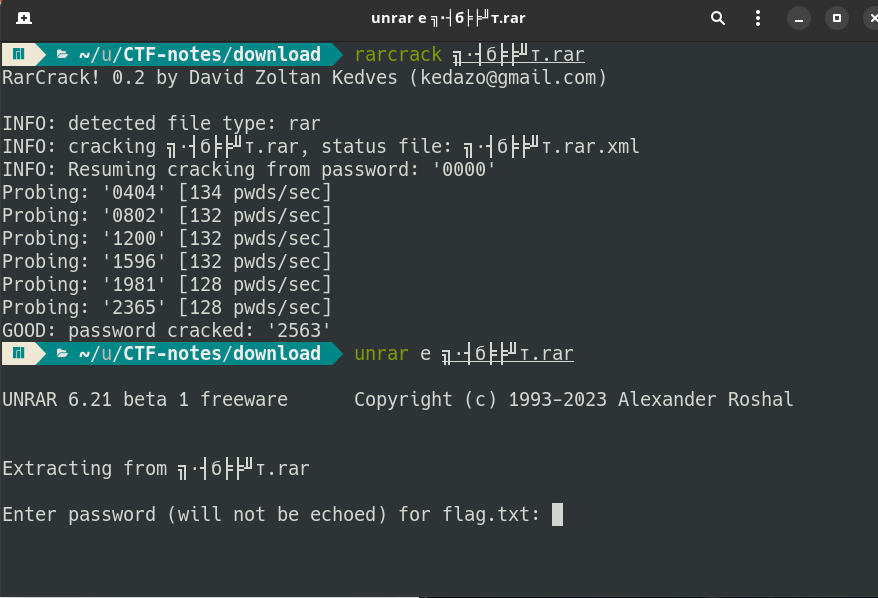 unrar e ╗·┤б╞╞╜т.rar
~/u/CTF-notes/download rarcrack ╗·┤б╞╞╜т.rar
RarCrack! 0.2 by David Zoltan Kedves (kedazo@gmail.com)
INFO: detected file type: rar
INFO: cracking ╗·┤б╞╞╜т.rar, status file: ╗·┤б╞╞╜т.rar.xml
INFO: Resuming cracking from password: '0000'
Probing: '0404' [134 pwds/sec]
Probing: '0802' [132 pwds/sec]
Probing: '1200' [132 pwds/sec]
Probing: '1596' [132 pwds/sec]
Probing: '1981' [128 pwds/sec]
Probing: '2365' [128 pwds/sec]
GOOD: password cracked: '2563'
~/u/CTF-notes/download unrar e ╗·┤б╞╞╜т.rar
UNRAR 6.21 beta 1 freeware      Copyright (c) 1993-2023 Alexander Roshal
Extracting from ╗·┤б╞╞╜т.rar
Enter password (will not be echoed) for flag.txt: